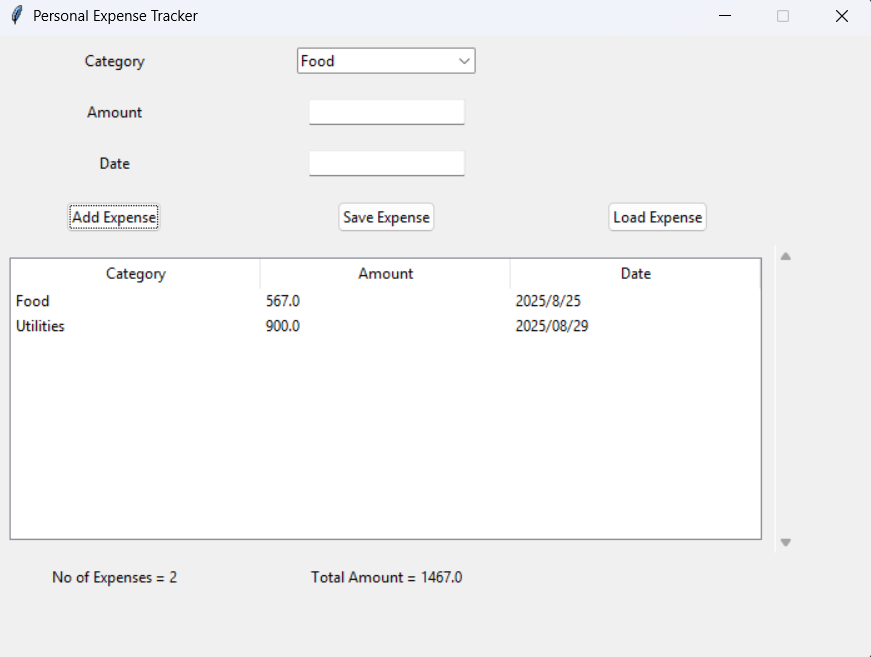 Personal Expense Tracker
Category Food
Amount
Date
Add Expense Save Expense Load Expense
Category Amount Date
Food 567.0 2025/8/25
Utilities 900.0 2025/08/29
No of Expenses = 2 Total Amount = 1467.0